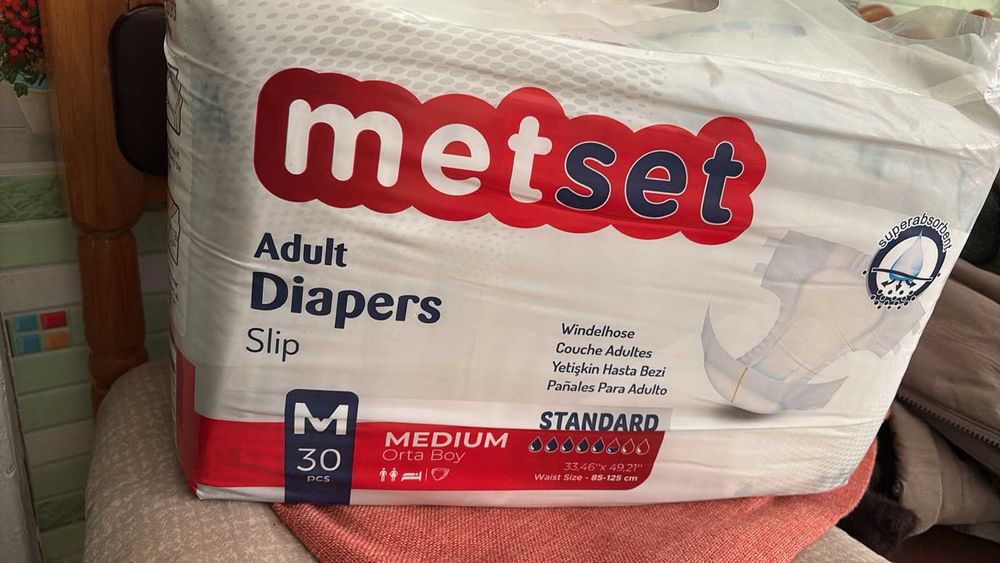 metset
superabsorbent
Adult
Diapers
Slip
Windelhose
Couche Adultes
Yetişkin Hasta Bezi
Pañales Para Adulto
STANDARD
M
30
pcs
MEDIUM
Orta Boy
33,46"x 49.21"
Waist Size - 85-125 cm